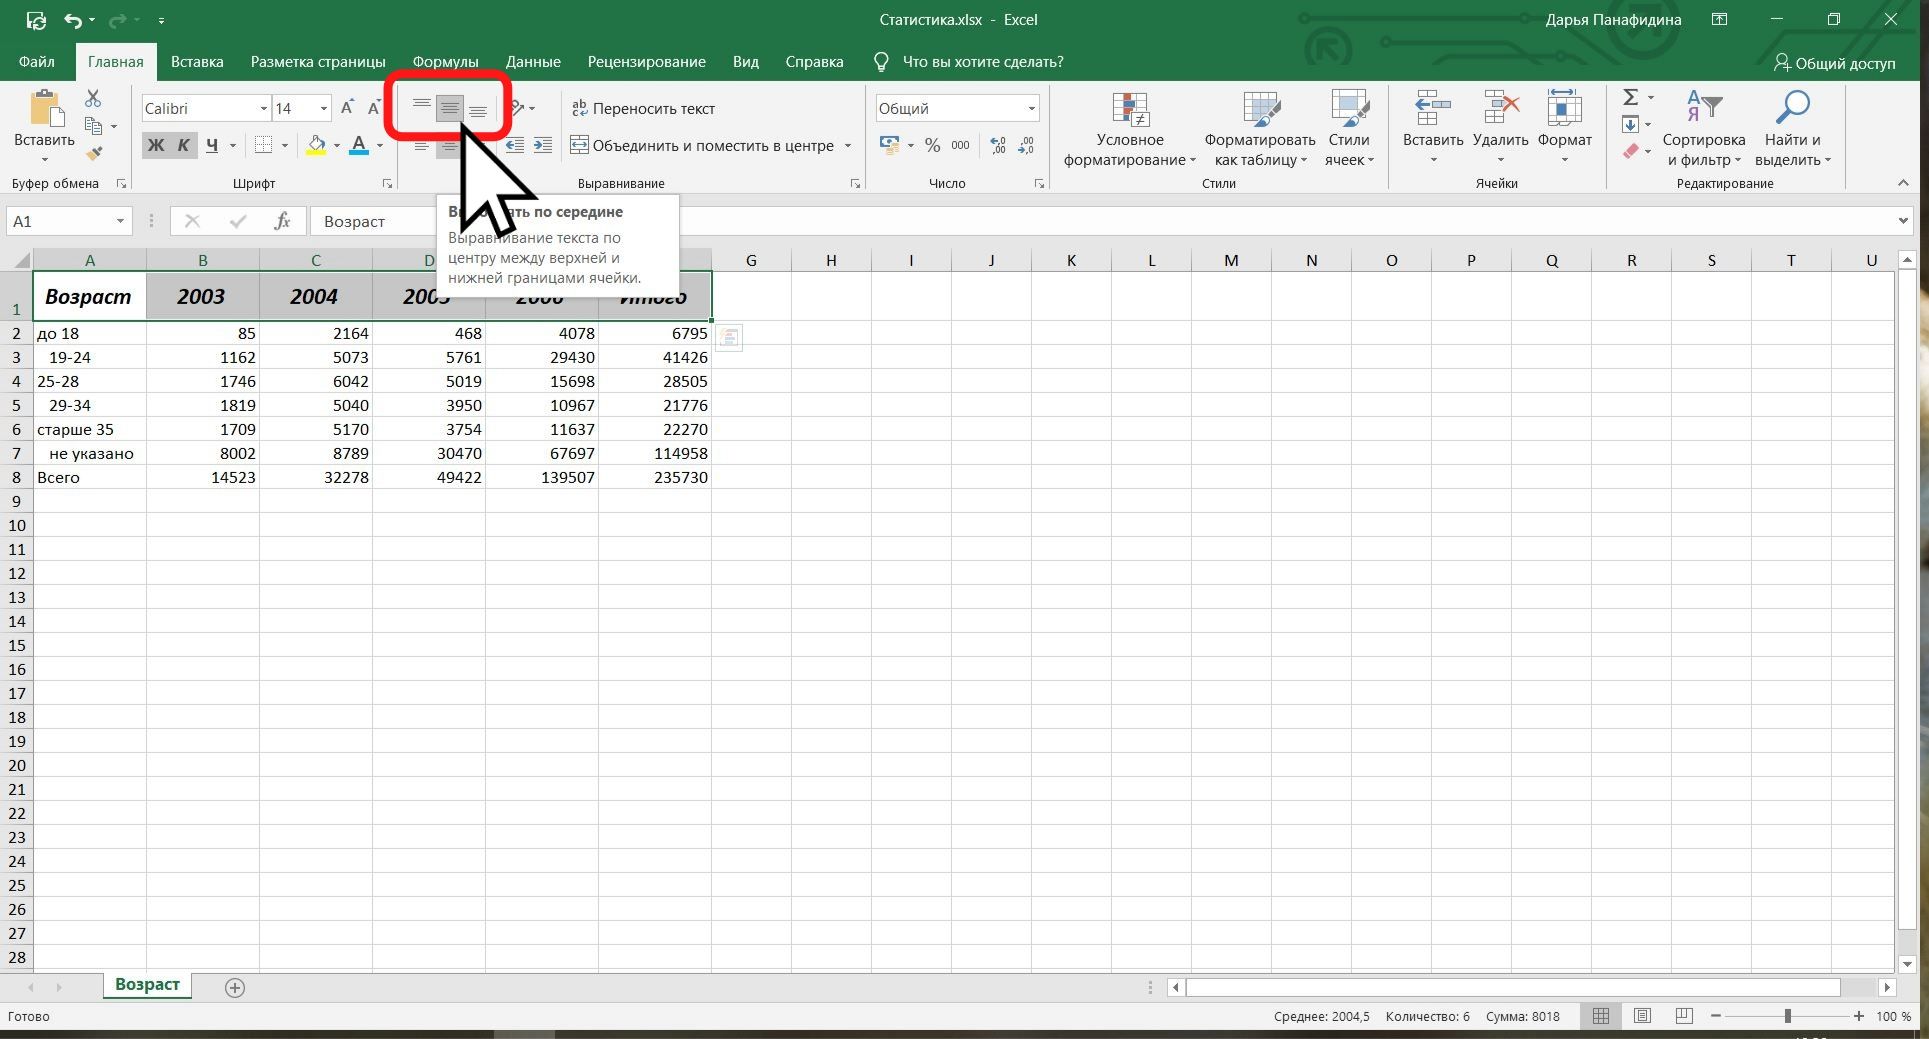 Статистика.xlsx - Excel
Дарья Панафидина
Файл Главная Вставка Разметка страницы Формулы Данные Рецензирование Вид Справка Что вы хотите сделать? Общий доступ
Вставить
Calibri 14
Ж К Ч
Переносить текст
Объединить и поместить в центре
Общий
% 000
Условное форматирование
Форматировать как таблицу
Стили ячеек
Вставить
Удалить
Формат
Сортировка и фильтр
Найти и выделить
Буфер обмена Шрифт Выравнивание Число Стили Ячейки Редактирование
A1 fx Возраст
по середине
Выравнивание текста по
центру между верхней и
нижней границами ячейки.
A B C D G H I J K L M N O P Q R S T U
1 Возраст 2003 2004 2005 2006 Итого
2 до 18 85 2164 468 4078 6795
3 19-24 1162 5073 5761 29430 41426
4 25-28 1746 6042 5019 15698 28505
5 29-34 1819 5040 3950 10967 21776
6 старше 35 1709 5170 3754 11637 22270
7 не указано 8002 8789 30470 67697 114958
8 Всего 14523 32278 49422 139507 235730
9
10
11
12
13
14
15
16
17
18
19
20
21
22
23
24
25
26
27
28
Возраст
Готово
Среднее: 2004,5 Количество: 6 Сумма: 8018 100 %